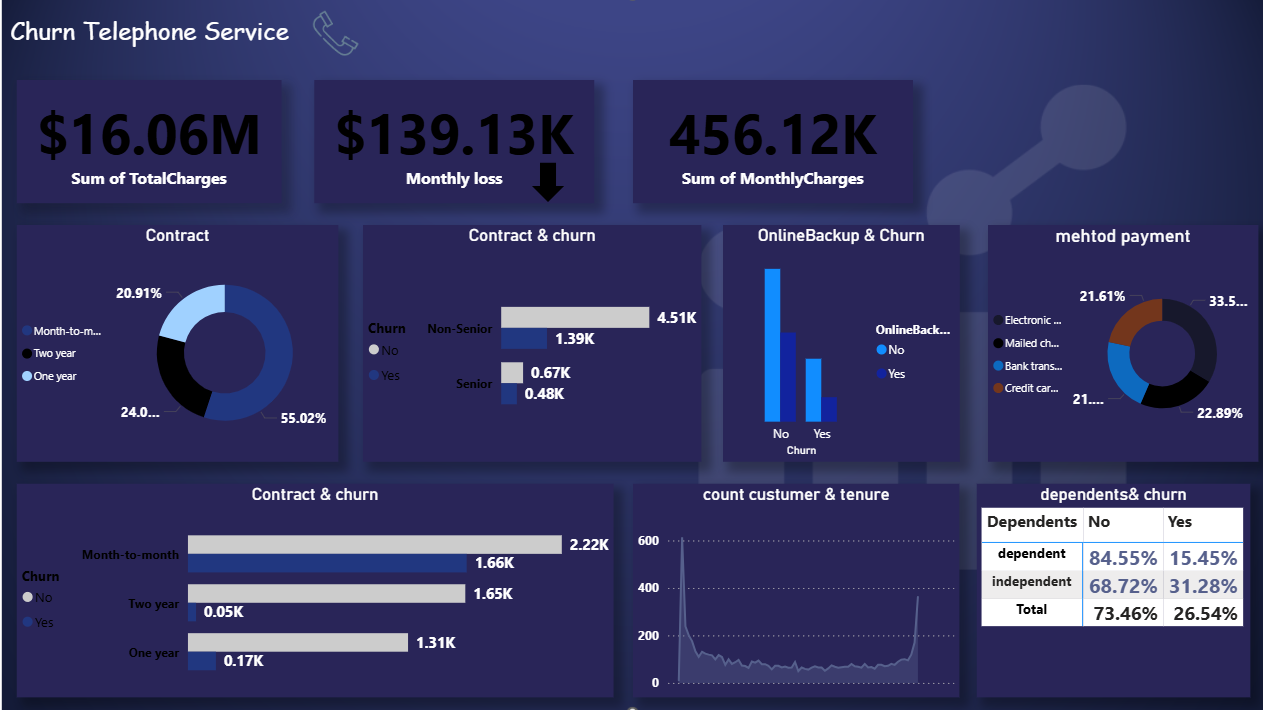 Churn Telephone Service
$16.06M
Sum of TotalCharges
$139.13K
Monthly loss
456.12K
Sum of MonthlyCharges
Contract
20.91%
24.0...
55.02%
Month-to-m...
Two year
One year
Contract & churn
Churn
No
Yes
Non-Senior
4.51K
1.39K
Senior
0.67K
0.48K
OnlineBackup & Churn
No
Yes
Churn
OnlineBack...
No
Yes
mehtod payment
21.61%
33.5...
21....
22.89%
Electronic ...
Mailed ch...
Bank trans...
Credit car...
Contract & churn
Churn
No
Yes
Month-to-month
2.22K
1.66K
Two year
1.65K
0.05K
One year
1.31K
0.17K
count custumer & tenure
600
400
200
0
dependents& churn
Dependents No Yes
dependent 84.55% 15.45%
independent 68.72% 31.28%
Total 73.46% 26.54%